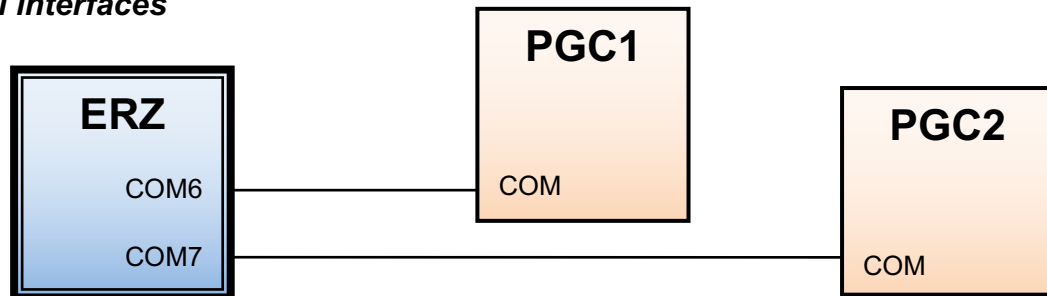 interfaces
PGC1
ERZ
PGC2
COM6
COM
COM7
COM